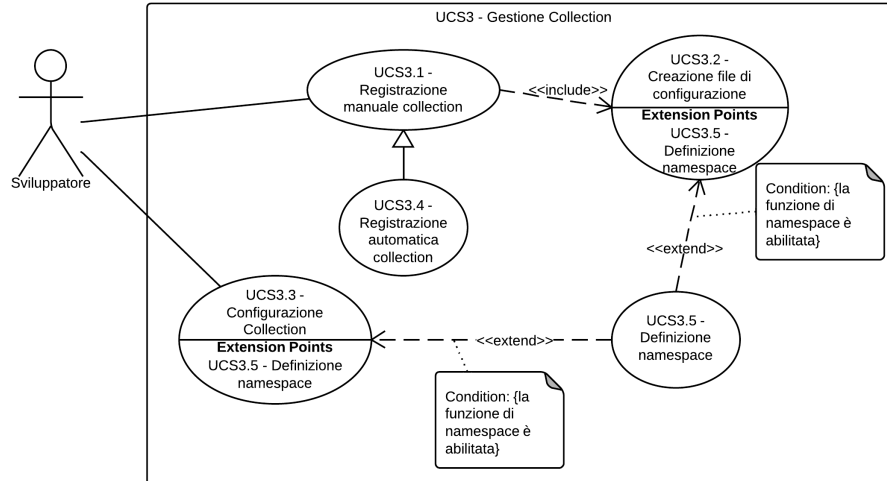 UCS3 - Gestione Collection
UCS3.1 -
Registrazione
manuale collection
<<include>>
UCS3.2 -
Creazione file di
configurazione
Extension Points
UCS3.5 -
Definizione
namespace
Sviluppatore
Condition: {la
funzione di
namespace è
abilitata}
UCS3.4 -
Registrazione
automatica
collection
<<extend>>
UCS3.3 -
Configurazione
Collection
Extension Points
UCS3.5 - Definizione
namespace
<<extend>>
UCS3.5 -
Definizione
namespace
Condition: {la
funzione di
namespace è
abilitata}